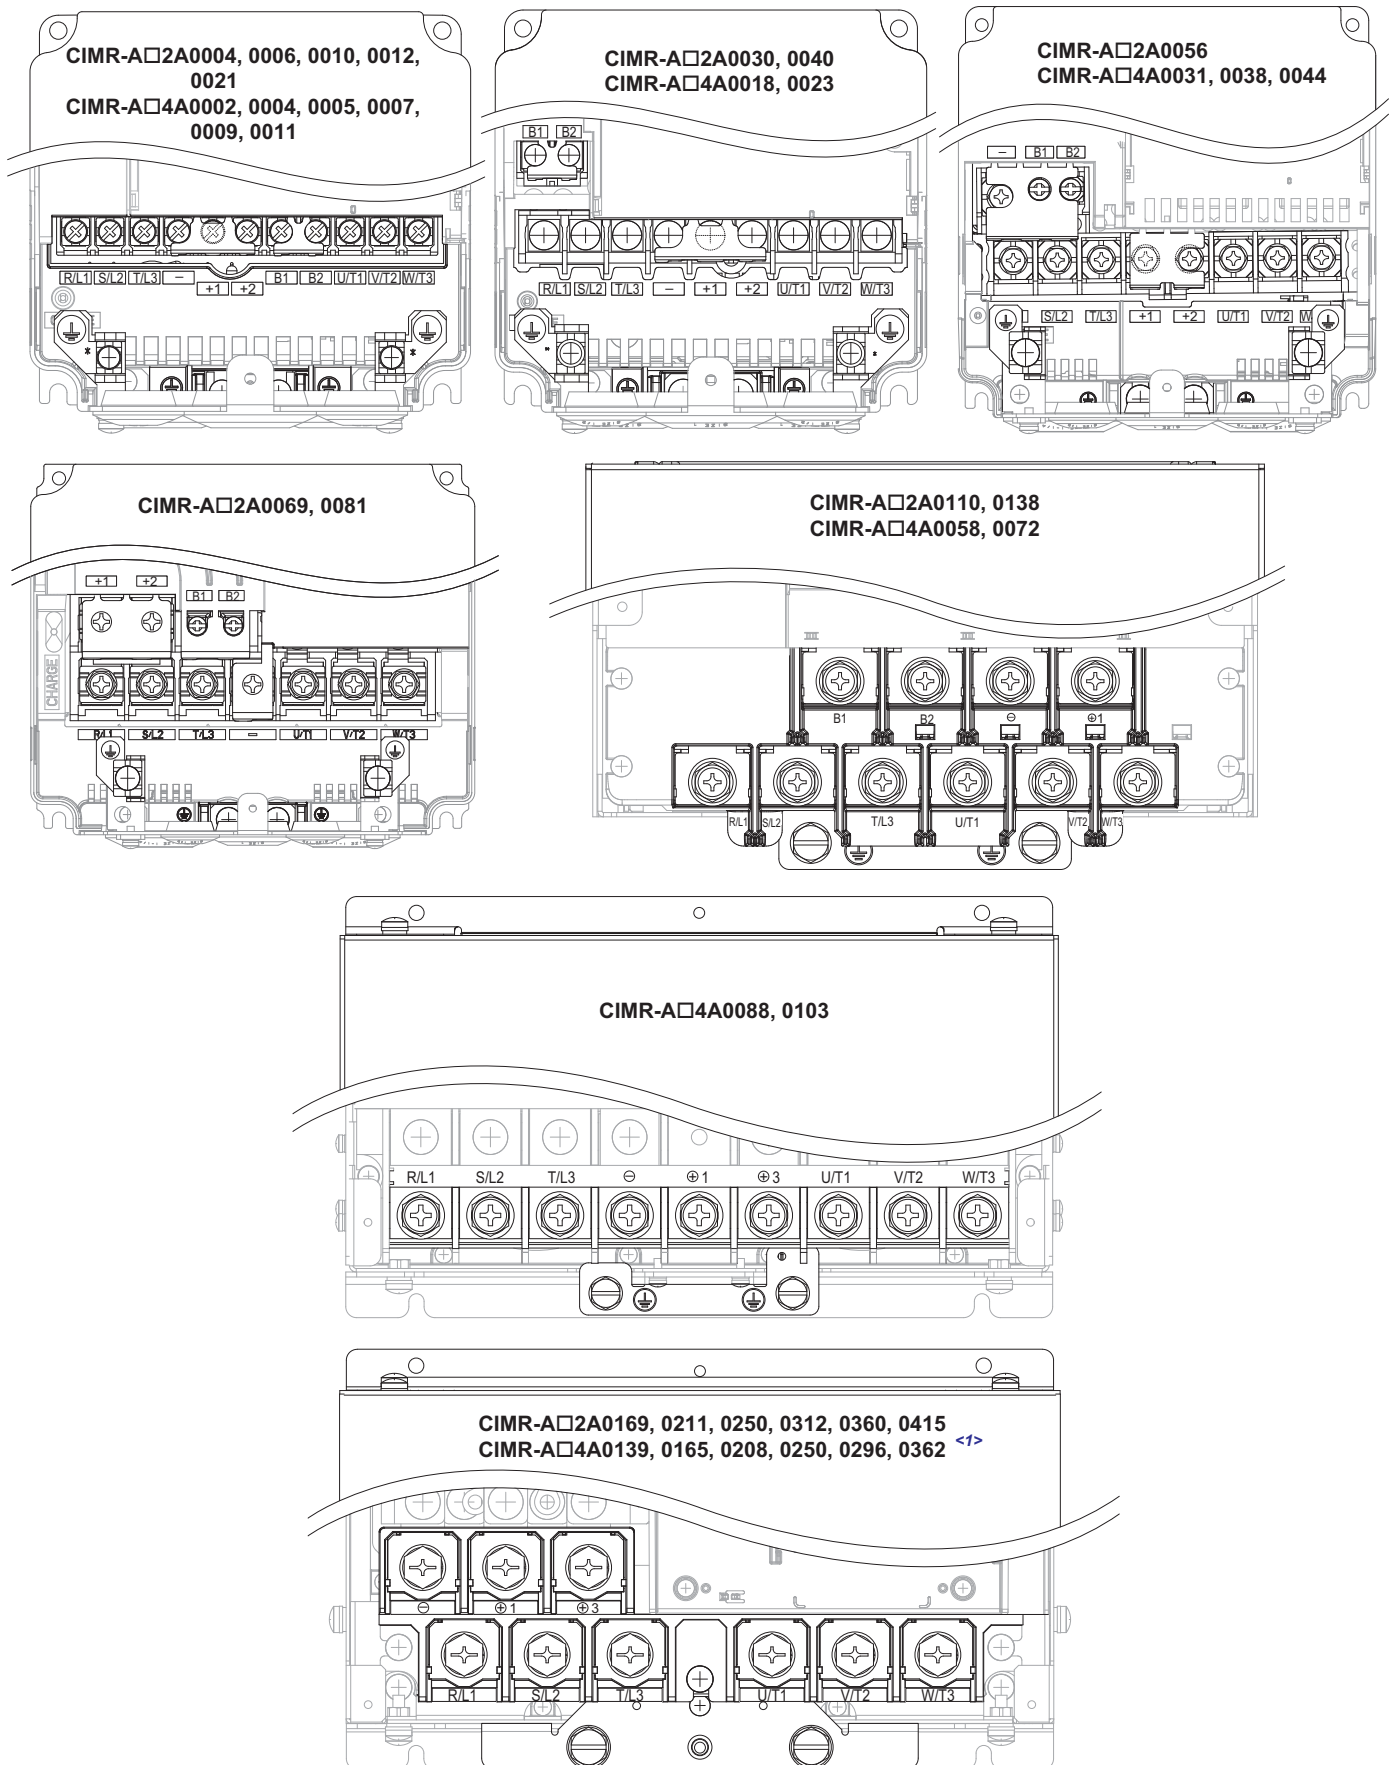 CIMR-A□2A0004, 0006, 0010, 0012,
0021
CIMR-A□4A0002, 0004, 0005, 0007,
0009, 0011
R/L1 S/L2 T/L3 − B1 B2 U/T1 V/T2 W/T3
+1 +2
CIMR-A□2A0030, 0040
CIMR-A□4A0018, 0023
B1 B2
R/L1 S/L2 T/L3 − +1 +2 U/T1 V/T2 W/T3
CIMR-A□2A0056
CIMR-A□4A0031, 0038, 0044
− B1 B2
S/L2 T/L3 +1 +2 U/T1 V/T2 W
CIMR-A□2A0069, 0081
+1 +2
B1 B2
CHARGE
R/L1 S/L2 T/L3 − U/T1 V/T2 W/T3
CIMR-A□2A0110, 0138
CIMR-A□4A0058, 0072
B1 B2 ⊖ ⊕1
R/L1 S/L2 T/L3 U/T1 V/T2 W/T3
CIMR-A□4A0088, 0103
R/L1 S/L2 T/L3 ⊖ ⊕1 ⊕3 U/T1 V/T2 W/T3
CIMR-A□2A0169, 0211, 0250, 0312, 0360, 0415
CIMR-A□4A0139, 0165, 0208, 0250, 0296, 0362 <1>
⊖ ⊕1 ⊕3
R/L1 S/L2 T/L3 U/T1 V/T2 W/T3